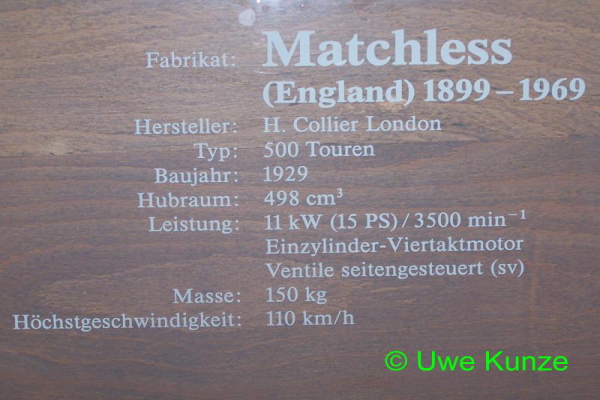 Fabrikat: Matchless
(England) 1899 – 1969
Hersteller: H. Collier London
Typ: 500 Touren
Baujahr: 1929
Hubraum: 498 cm³
Leistung: 11 kW (15 PS) / 3500 min⁻¹
Einzylinder-Viertaktmotor
Ventile seitengesteuert (sv)
Masse: 150 kg
Höchstgeschwindigkeit: 110 km/h
© Uwe Kunze